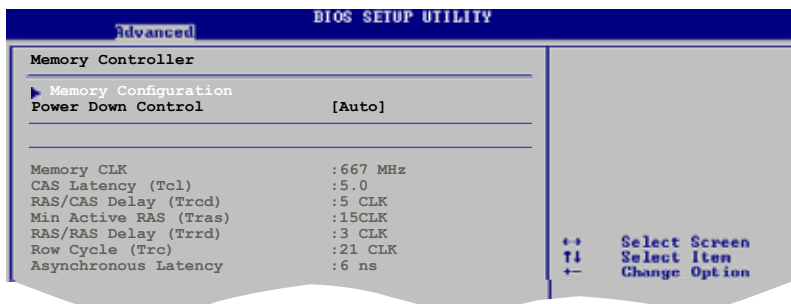 BIOS SETUP UTILITY
Advanced
Memory Controller
Memory Configuration
Power Down Control [Auto]
Memory CLK :667 MHz
CAS Latency (Tcl) :5.0
RAS/CAS Delay (Trcd) :5 CLK
Min Active RAS (Tras) :15CLK
RAS/RAS Delay (Trrd) :3 CLK
Row Cycle (Trc) :21 CLK
Asynchronous Latency :6 ns
↔ Select Screen
↑↓ Select Item
+- Change Option